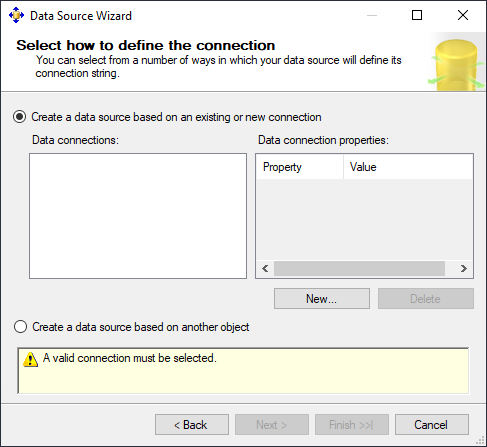 Data Source Wizard
Select how to define the connection
You can select from a number of ways in which your data source will define its
connection string.
Create a data source based on an existing or new connection
Data connections:
Data connection properties:
Property Value
New... Delete
Create a data source based on another object
A valid connection must be selected.
< Back Next > Finish >>| Cancel